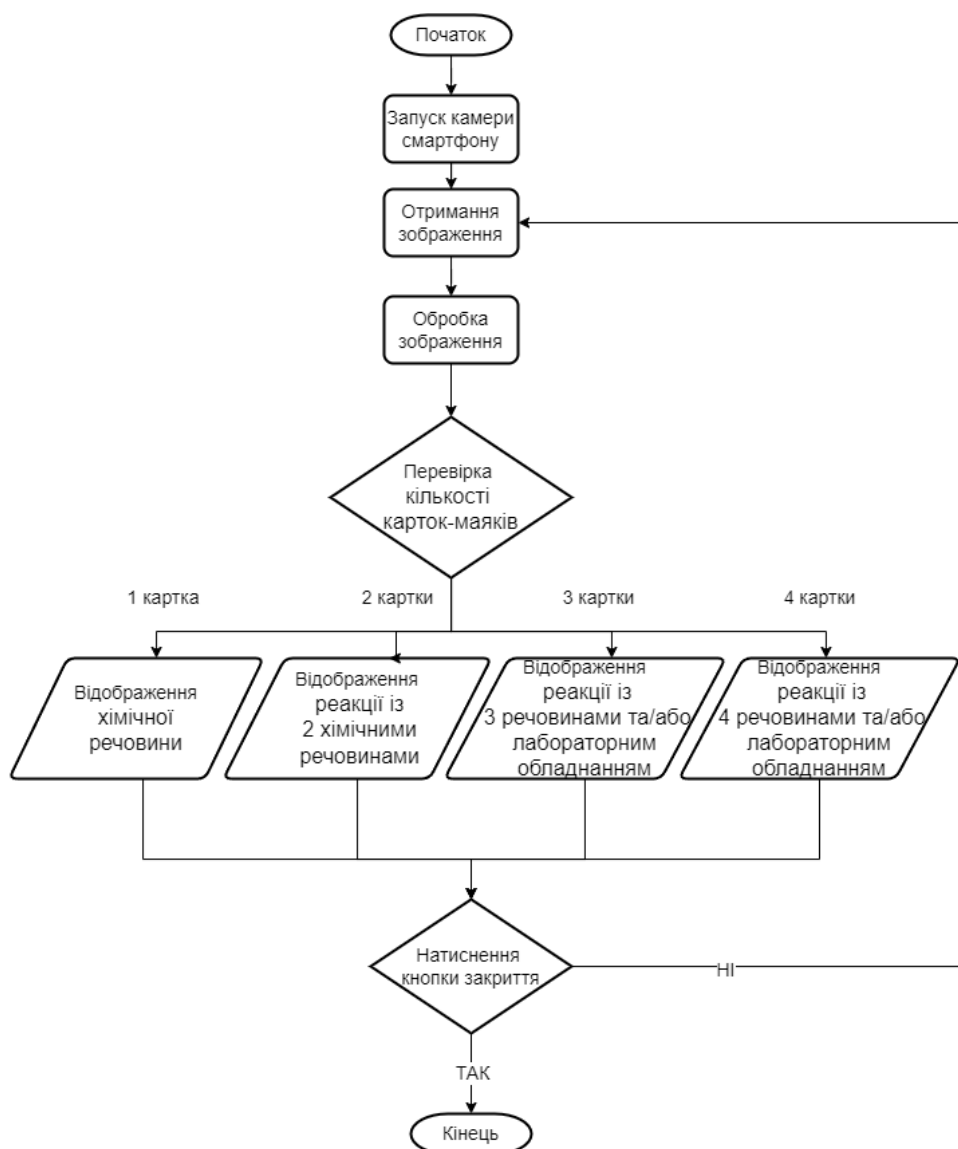 Початок
Запуск камери
смартфону
Отримання
зображення
Обробка
зображення
Перевірка
кількості
карток-маяків
1 картка
2 картки
3 картки
4 картки
Відображення
хімічної
речовини
Відображення
реакції із
2 хімічними
речовинами
Відображення
реакції із
3 речовинами та/або
лабораторним
обладнанням
Відображення
реакції із
4 речовинами та/або
лабораторним
обладнанням
Натиснення
кнопки закриття
НІ
ТАК
Кінець